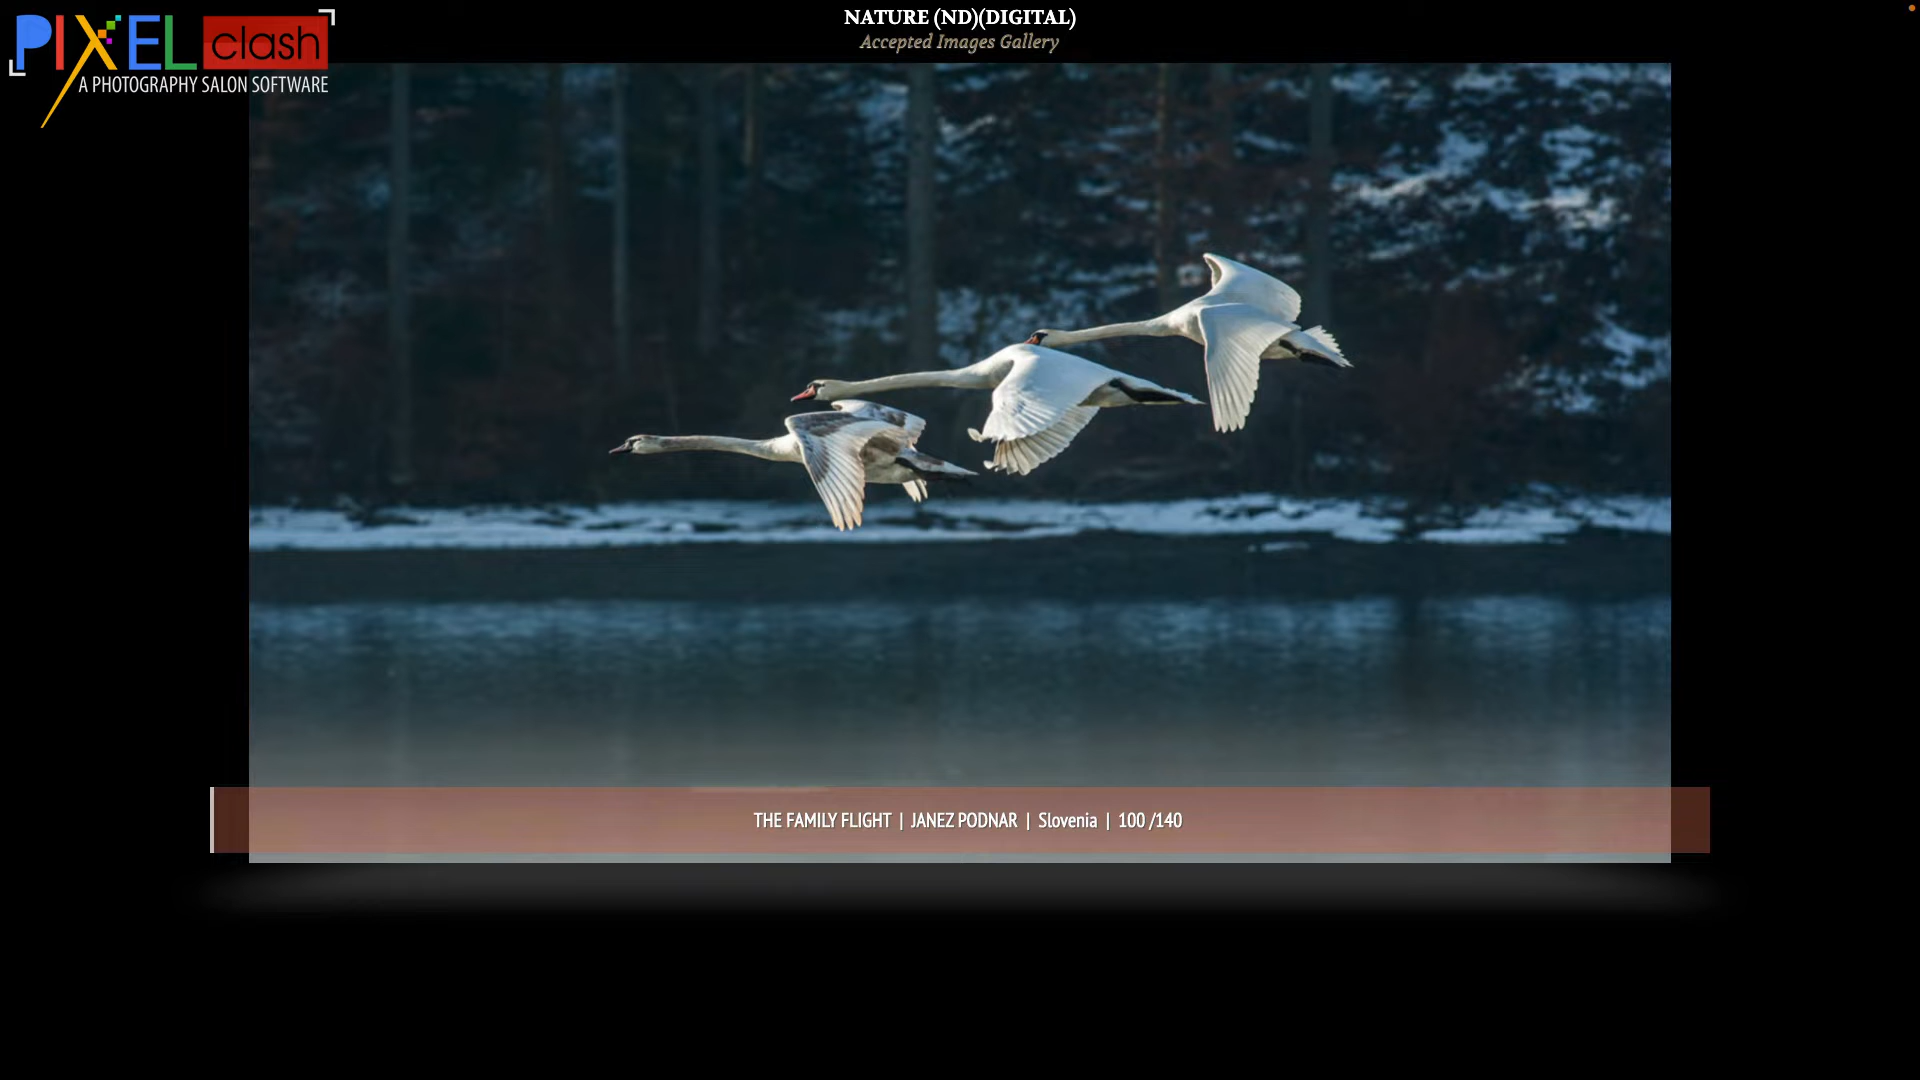 PIXEL clash
A PHOTOGRAPHY SALON SOFTWARE
NATURE (ND)(DIGITAL)
Accepted Images Gallery
THE FAMILY FLIGHT | JANEZ PODNAR | Slovenia | 100 /140